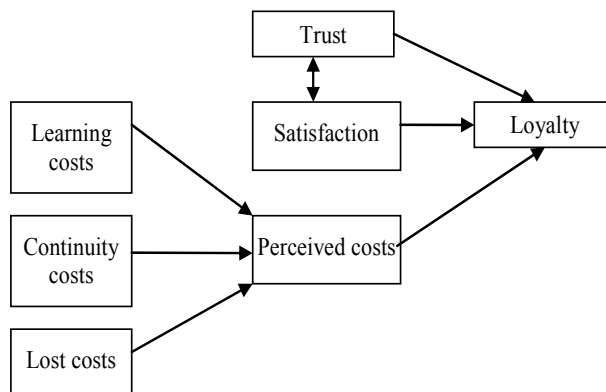 Trust
Satisfaction
Loyalty
Learning
costs
Continuity
costs
Perceived costs
Lost costs